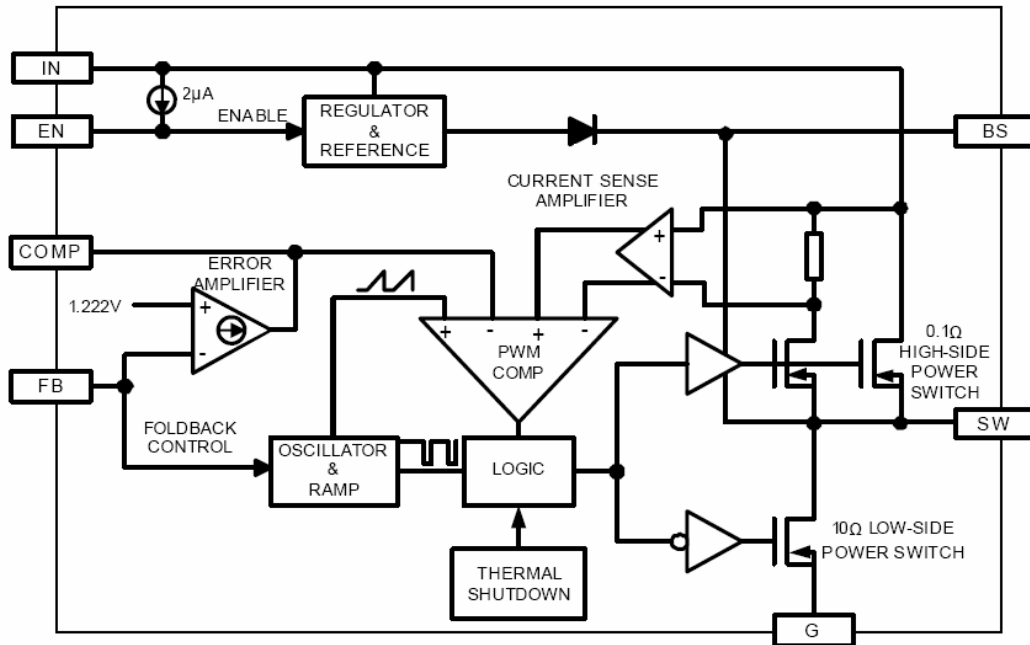 IN
2µA
EN
ENABLE
REGULATOR
&
REFERENCE
BS
CURRENT SENSE
AMPLIFIER
+
-
COMP
ERROR
AMPLIFIER
1.222V
+
-
+
-
+
-
PWM
COMP
0.1Ω
HIGH-SIDE
POWER
SWITCH
FB
SW
FOLDBACK
CONTROL
OSCILLATOR
&
RAMP
LOGIC
10Ω LOW-SIDE
POWER SWITCH
THERMAL
SHUTDOWN
G